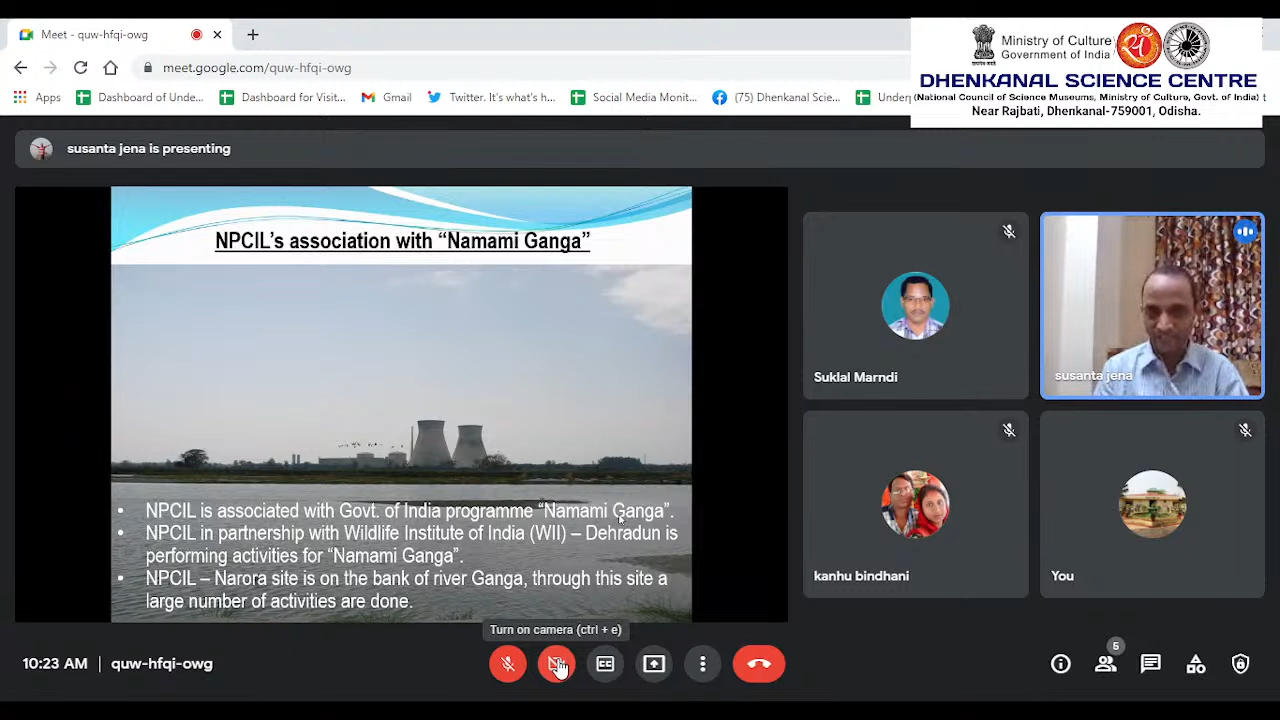 Meet - quw-hfqi-owg
meet.google.com/quw-hfqi-owg
Apps
Dashboard of Unde...
Dashboard for Visit...
Gmail
Twitter. It's what's h...
Social Media Monit...
(75) Dhenkanal Scie...
Ministry of Culture
Government of India
DHENKANAL SCIENCE CENTRE
(National Council of Science Museums, Ministry of Culture, Govt. of India)
Near Rajbati, Dhenkanal-759001, Odisha.
susanta jena is presenting
NPCIL's association with “Namami Ganga”
• NPCIL is associated with Govt. of India programme “Namami Ganga”.
• NPCIL in partnership with Wildlife Institute of India (WII) – Dehradun is
performing activities for “Namami Ganga”.
• NPCIL – Narora site is on the bank of river Ganga, through this site a
large number of activities are done.
Suklal Marndi
susanta jena
kanhu bindhani
You
Turn on camera (ctrl + e)
10:23 AM | quw-hfqi-owg
CC
5